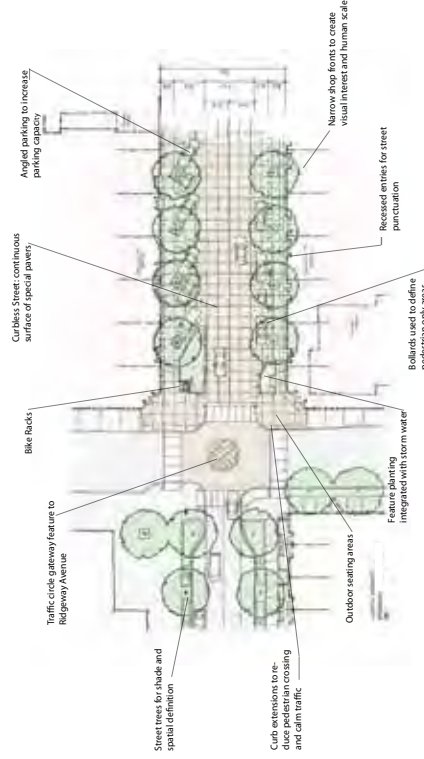 Angled parking to increase
parking capacity
Curbless Street: continuous
surface of special pavers
Bike Racks
Traffic circle gateway feature to
Ridgeway Avenue
Street trees for shade and
spatial definition
Narrow shop fronts to create
visual interest and human scale
Recessed entries for street
punctuation
Bollards used to define
Feature planting
integrated with storm water
Outdoor seating areas
Curb extensions to re-
duce pedestrian crossing
and calm traffic